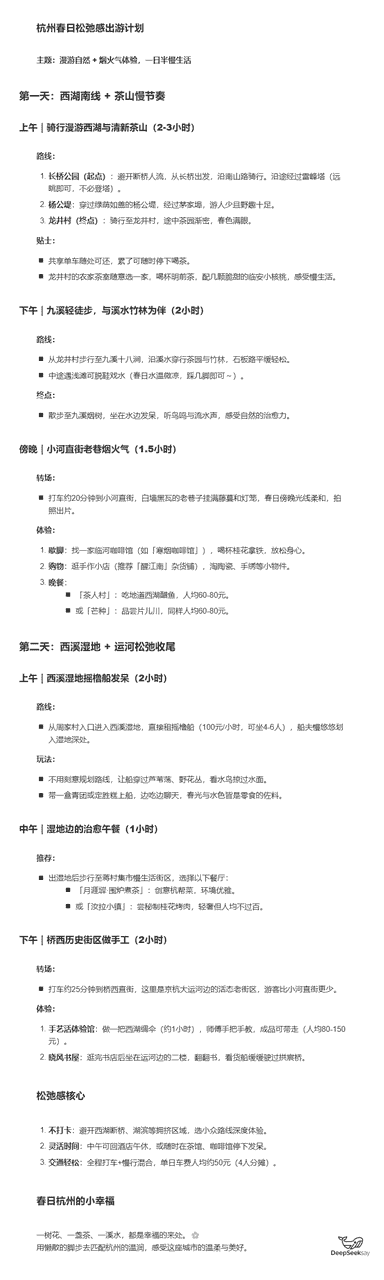 杭州春日松弛感出游计划
主题：漫游自然 + 烟火气体验，一日半慢生活
第一天：西湖南线 + 茶山慢节奏
上午｜骑行漫游西湖与清新茶山（2-3小时）
路线：
1. 长桥公园（起点）：避开断桥人流，从长桥出发，沿南山路骑行。沿途经过雷峰塔（远
眺即可，不必登塔）。
2. 杨公堤：穿过绿荫如盖的杨公堤，经过茅家埠，游人少且野趣十足。
3. 龙井村（终点）：骑行至龙井村，途中茶园渐密，春色满眼。
贴士：
■ 共享单车随处可还，累了可随时停下喝茶。
■ 龙井村的农家茶室随意选一家，喝杯明前茶，配几颗脆甜的临安小核桃，感受慢生活。
下午｜九溪轻徒步，与溪水竹林为伴（2小时）
路线：
■ 从龙井村步行至九溪十八涧，沿溪水穿行茶园与竹林，石板路平缓轻松。
■ 中途遇浅滩可脱鞋戏水（春日水温微凉，踩几脚即可～）。
终点：
■ 散步至九溪烟树，坐在水边发呆，听鸟鸣与流水声，感受自然的治愈力。
傍晚｜小河直街老巷烟火气（1.5小时）
转场：
■ 打车约20分钟到小河直街，白墙黑瓦的老巷子挂满藤蔓和灯笼，春日傍晚光线柔和，拍
照出片。
体验：
1. 歇脚：找一家临河咖啡馆（如「寒烟咖啡馆」），喝杯桂花拿铁，放松身心。
2. 购物：逛手作小店（推荐「醒江南」杂货铺），淘陶瓷、手绣等小物件。
3. 晚餐：
■ 「茶人村」：吃地道西湖醋鱼，人均60-80元。
■ 或「芒种」：品尝片儿川，同样人均60-80元。
第二天：西溪湿地 + 运河松弛收尾
上午｜西溪湿地摇橹船发呆（2小时）
路线：
■ 从周家村入口进入西溪湿地，直接租摇橹船（100元/小时，可坐4-6人），船夫慢悠悠划
入湿地深处。
玩法：
■ 不用刻意规划路线，让船穿过芦苇荡、野花丛，看水鸟掠过水面。
■ 带一盒青团或定胜糕上船，边吃边聊天，春光与水色皆是零食的佐料。
中午｜湿地边的治愈午餐（1小时）
推荐：
■ 出湿地后步行至蒋村集市慢生活街区，选择以下餐厅：
■ 「月涯涩·围炉煮茶」：创意杭帮菜，环境优雅。
■ 或「汝拉小镇」：尝秘制桂花烤肉，轻奢但人均不过百。
下午｜桥西历史街区做手工（2小时）
转场：
■ 打车约25分钟到桥西直街，这里是京杭大运河边的活态老街区，游客比小河直街更少。
体验：
1. 手艺活体验馆：做一把西湖绸伞（约1小时），师傅手把手教，成品可带走（人均80-150
元）。
2. 晓风书屋：逛完书店后坐在运河边的二楼，翻翻书，看货船缓缓驶过拱宸桥。
松弛感核心
1. 不打卡：避开西湖断桥、湖滨等拥挤区域，选小众路线深度体验。
2. 灵活时间：中午可回酒店午休，或随时在茶馆、咖啡馆停下发呆。
3. 交通轻松：全程打车+慢行混合，单日车费人均约50元（4人分摊）。
春日杭州的小幸福
一树花、一盏茶、一溪水，都是幸福的来处。
用懒散的脚步去匹配杭州的温润，感受这座城市的温柔与美好。
DeepSeeksay